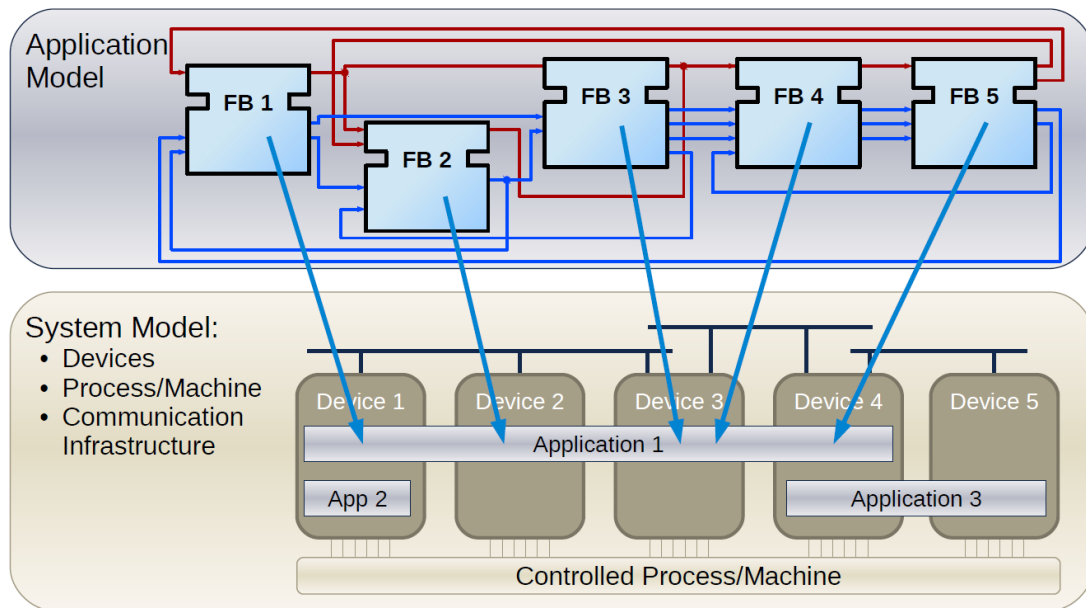 Application
Model
FB 1
FB 2
FB 3
FB 4
FB 5
System Model:
• Devices
• Process/Machine
• Communication
Infrastructure
Device 1
Device 2
Device 3
Device 4
Device 5
Application 1
App 2
Application 3
Controlled Process/Machine